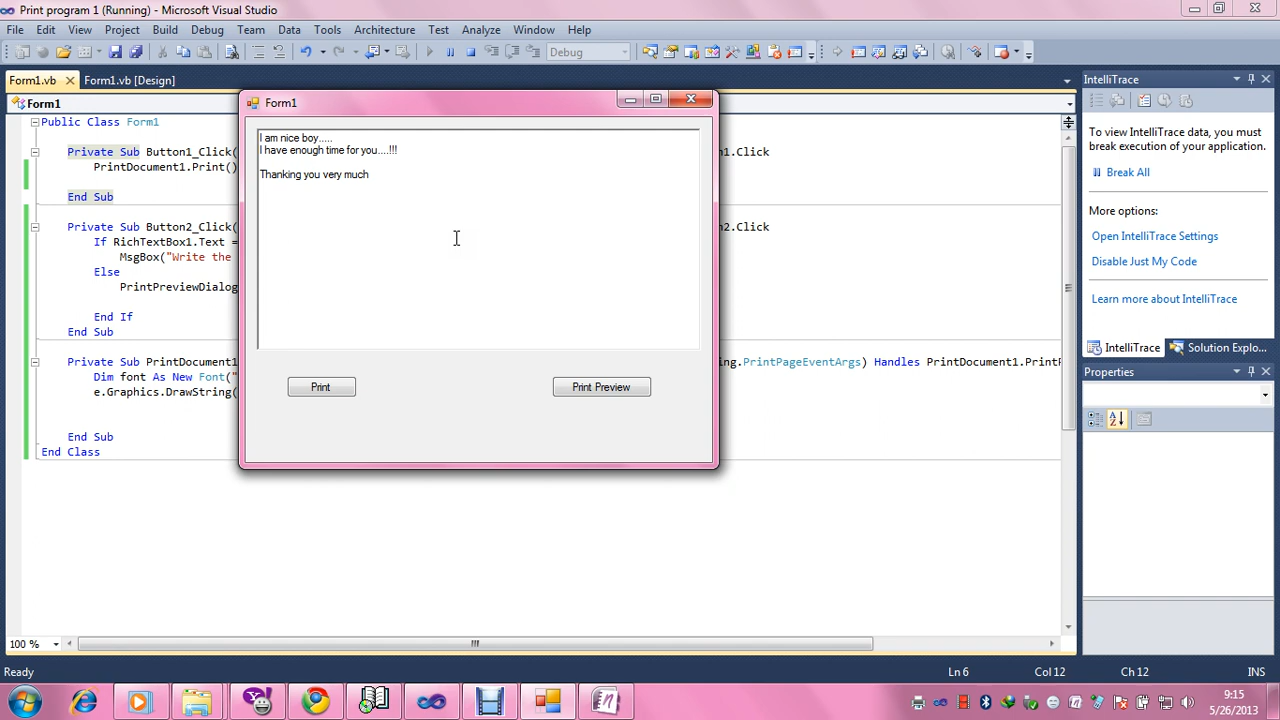 Print program 1 (Running) - Microsoft Visual Studio
File Edit View Project Build Debug Team Data Tools Architecture Test Analyze Window Help
Debug
Form1.vb Form1.vb [Design]
Form1
Public Class Form1
Private Sub Button1_Click( 1.Click
PrintDocument1.Print()
End Sub
Private Sub Button2_Click( n2.Click
If RichTextBox1.Text =
MsgBox("Write the
Else
PrintPreviewDialog
End If
End Sub
Private Sub PrintDocument1 ng.PrintPageEventArgs) Handles PrintDocument1.PrintP
Dim font As New Font("
e.Graphics.DrawString(
End Sub
End Class
Form1
I am nice boy.....
I have enough time for you....!!!
Thanking you very much
Print Print Preview
IntelliTrace
To view IntelliTrace data, you must
break execution of your application.
Break All
More options:
Open IntelliTrace Settings
Disable Just My Code
Learn more about IntelliTrace
IntelliTrace Solution Explo...
Properties
100 %
Ready Ln 6 Col 12 Ch 12 INS
9:15
5/26/2013